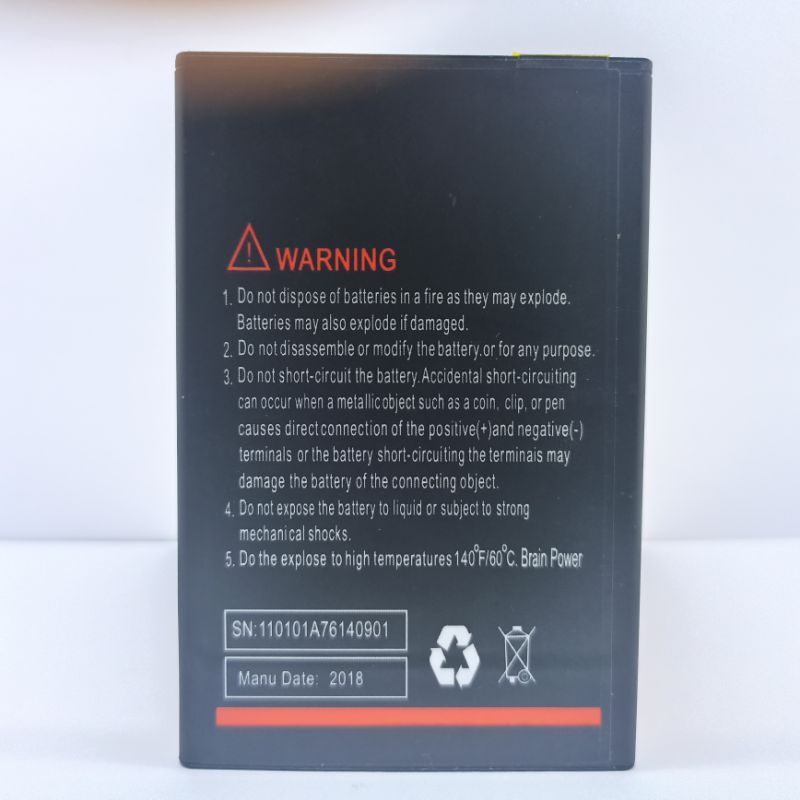 WARNING
1. Do not dispose of batteries in a fire as they may explode.
Batteries may also explode if damaged.
2. Do not disassemble or modify the battery.or for any purpose.
3. Do not short-circuit the battery.Accidental short-circuiting
can occur when a metallicobject such as a coin, clip, or pen
causes direct connection of the positive(+)and negative(-)
terminals or the battery short-circuiting the terminais may
damage the battery of the connecting object.
4. Do not expose the battery to liquid or subject to strong
mechanical shocks.
5. Do the explose to high temperatures 140°F/60°C. Brain Power
SN:110101A76140901
Manu Date: 2018